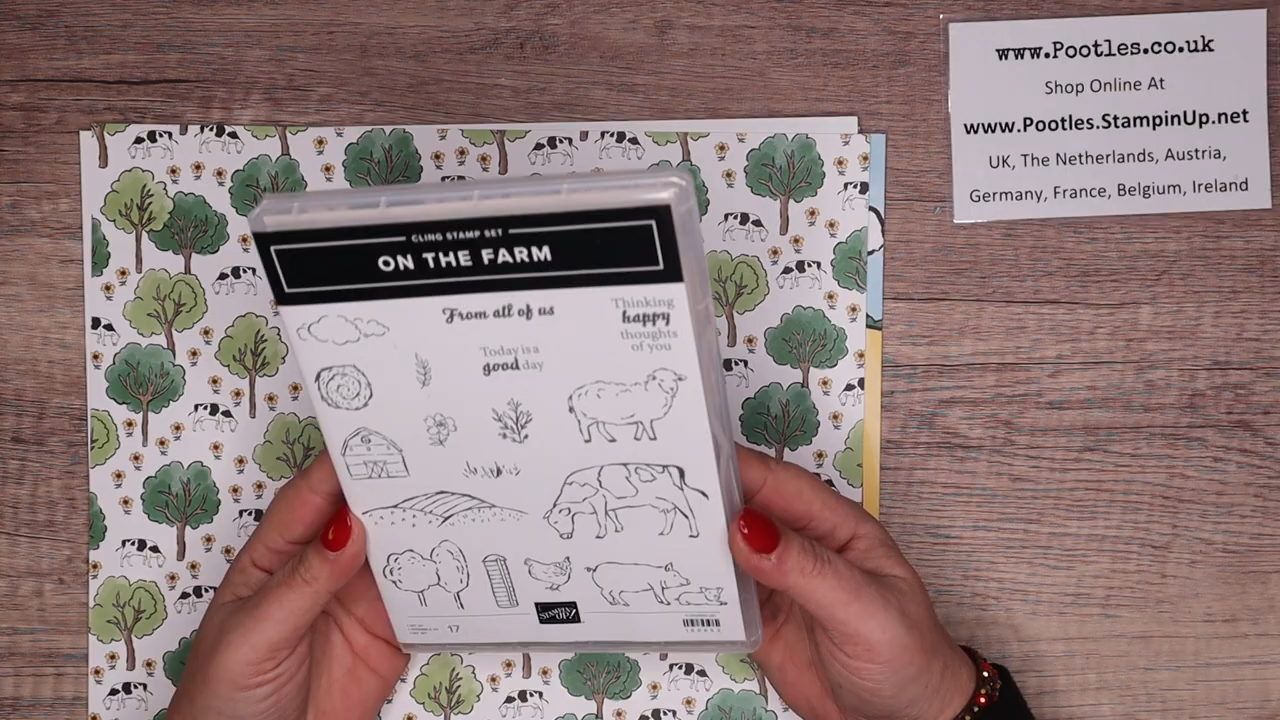 www.Pootles.co.uk
Shop Online At
www.Pootles.StampinUp.net
UK, The Netherlands, Austria,
Germany, France, Belgium, Ireland
CLING STAMP SET
ON THE FARM
From all of us
Thinking
happy
thoughts
of you
Today is a
good day
STAMPIN' UP!
17